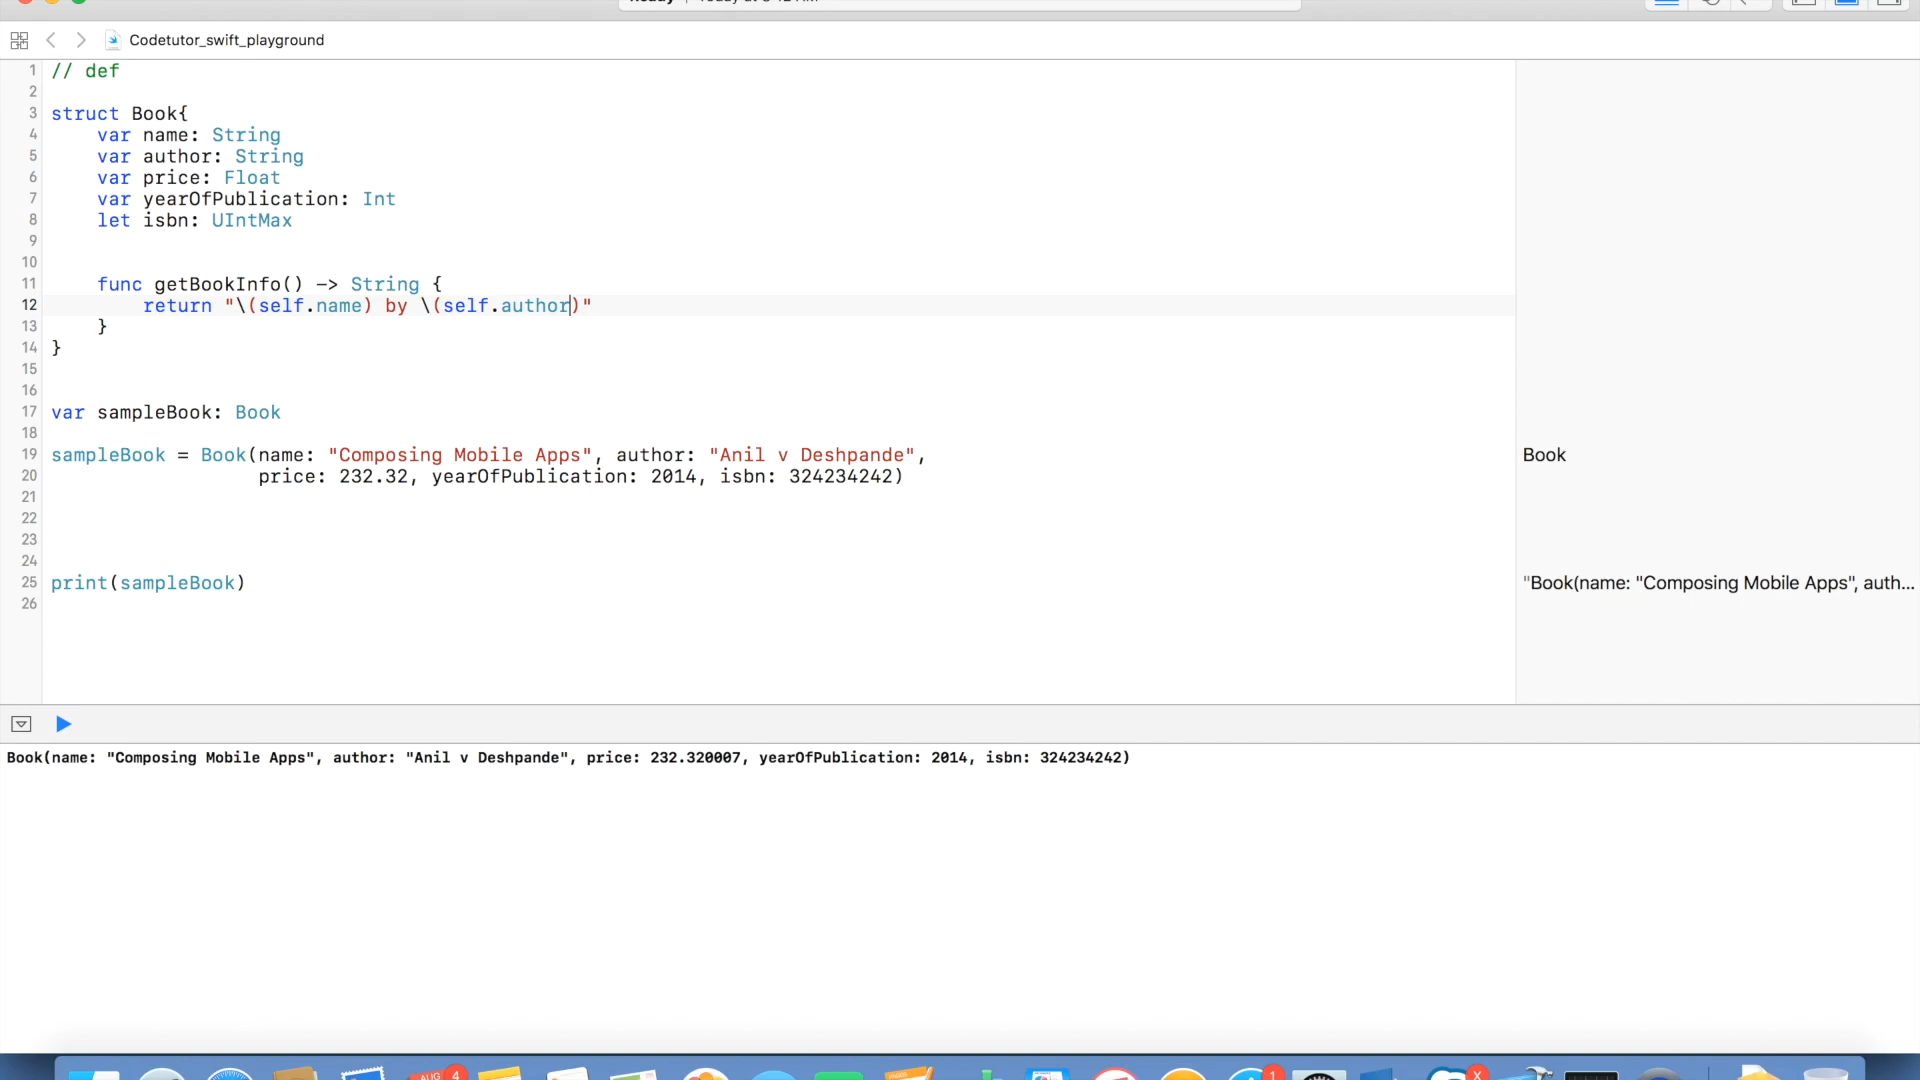 Codetutor_swift_playground
1 // def
2
3 struct Book{
4 var name: String
5 var author: String
6 var price: Float
7 var yearOfPublication: Int
8 let isbn: UIntMax
9
10
11 func getBookInfo() -> String {
12 return "\(self.name) by \(self.author)"
13 }
14 }
15
16
17 var sampleBook: Book
18
19 sampleBook = Book(name: "Composing Mobile Apps", author: "Anil v Deshpande", Book
20 price: 232.32, yearOfPublication: 2014, isbn: 324234242)
21
22
23
24
25 print(sampleBook) "Book(name: "Composing Mobile Apps", auth...
26
Book(name: "Composing Mobile Apps", author: "Anil v Deshpande", price: 232.320007, yearOfPublication: 2014, isbn: 324234242)
AUG 4 1 X